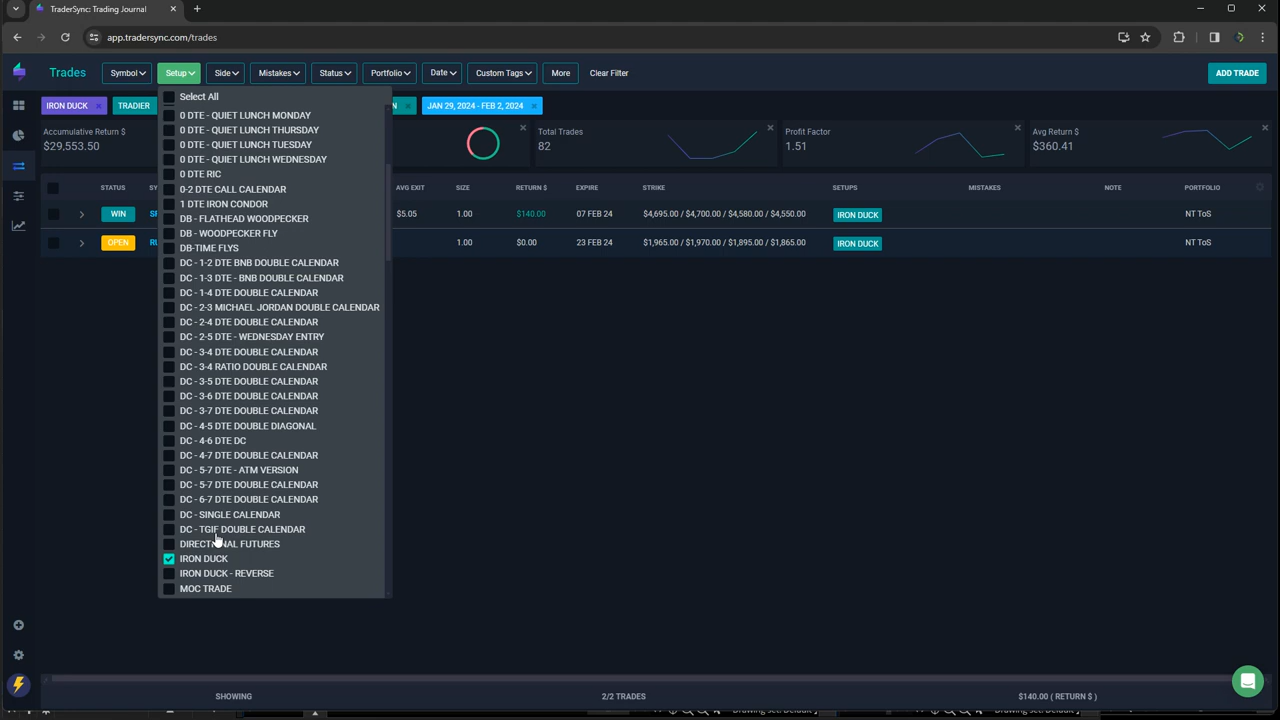 TraderSync: Trading Journal
app.tradersync.com/trades
Trades Symbol Setup Side Mistakes Status Portfolio Date Custom Tags More Clear Filter ADD TRADE
Select All
IRON DUCK × TRADIER × JAN 29, 2024 - FEB 2, 2024 ×
Accumulative Return $
$29,553.50
Total Trades
82
Profit Factor
1.51
Avg Return $
$360.41
STATUS AVG EXIT SIZE RETURN $ EXPIRE STRIKE SETUPS MISTAKES NOTE PORTFOLIO
WIN $5.05 1.00 $140.00 07 FEB 24 $4,695.00 / $4,700.00 / $4,580.00 / $4,550.00 IRON DUCK NT ToS
OPEN 1.00 $0.00 23 FEB 24 $1,965.00 / $1,970.00 / $1,895.00 / $1,865.00 IRON DUCK NT ToS
0 DTE - QUIET LUNCH MONDAY
0 DTE - QUIET LUNCH THURSDAY
0 DTE - QUIET LUNCH TUESDAY
0 DTE - QUIET LUNCH WEDNESDAY
0 DTE RIC
0-2 DTE CALL CALENDAR
1 DTE IRON CONDOR
DB - FLATHEAD WOODPECKER
DB - WOODPECKER FLY
DB-TIME FLYS
DC - 1-2 DTE BNB DOUBLE CALENDAR
DC - 1-3 DTE - BNB DOUBLE CALENDAR
DC - 1-4 DTE DOUBLE CALENDAR
DC - 2-3 MICHAEL JORDAN DOUBLE CALENDAR
DC - 2-4 DTE DOUBLE CALENDAR
DC - 2-5 DTE - WEDNESDAY ENTRY
DC - 3-4 DTE DOUBLE CALENDAR
DC - 3-4 RATIO DOUBLE CALENDAR
DC - 3-5 DTE DOUBLE CALENDAR
DC - 3-6 DTE DOUBLE CALENDAR
DC - 3-7 DTE DOUBLE CALENDAR
DC - 4-5 DTE DOUBLE DIAGONAL
DC - 4-6 DTE DC
DC - 4-7 DTE DOUBLE CALENDAR
DC - 5-7 DTE - ATM VERSION
DC - 5-7 DTE DOUBLE CALENDAR
DC - 6-7 DTE DOUBLE CALENDAR
DC - SINGLE CALENDAR
DC - TGIF DOUBLE CALENDAR
DIRECTIONAL FUTURES
IRON DUCK
IRON DUCK - REVERSE
MOC TRADE
SHOWING 2/2 TRADES $140.00 ( RETURN $ )